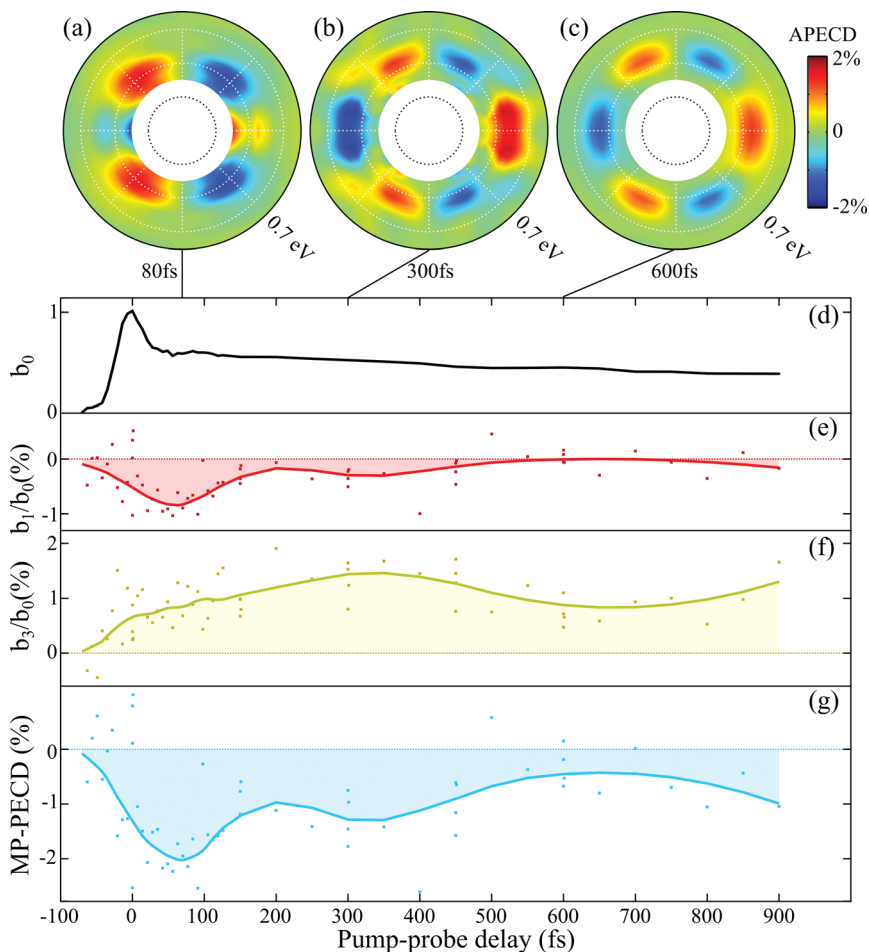 (a)
(b)
(c)
APECD
2%
0
-2%
0.7 eV
0.7 eV
0.7 eV
80fs
300fs
600fs
(d)
1
0
b0
(e)
0
-1
b1/b0(%)
(f)
2
0
b3/b0(%)
(g)
0
-1
-2
MP-PECD (%)
-100 0 100 200 300 400 500 600 700 800 900
Pump-probe delay (fs)